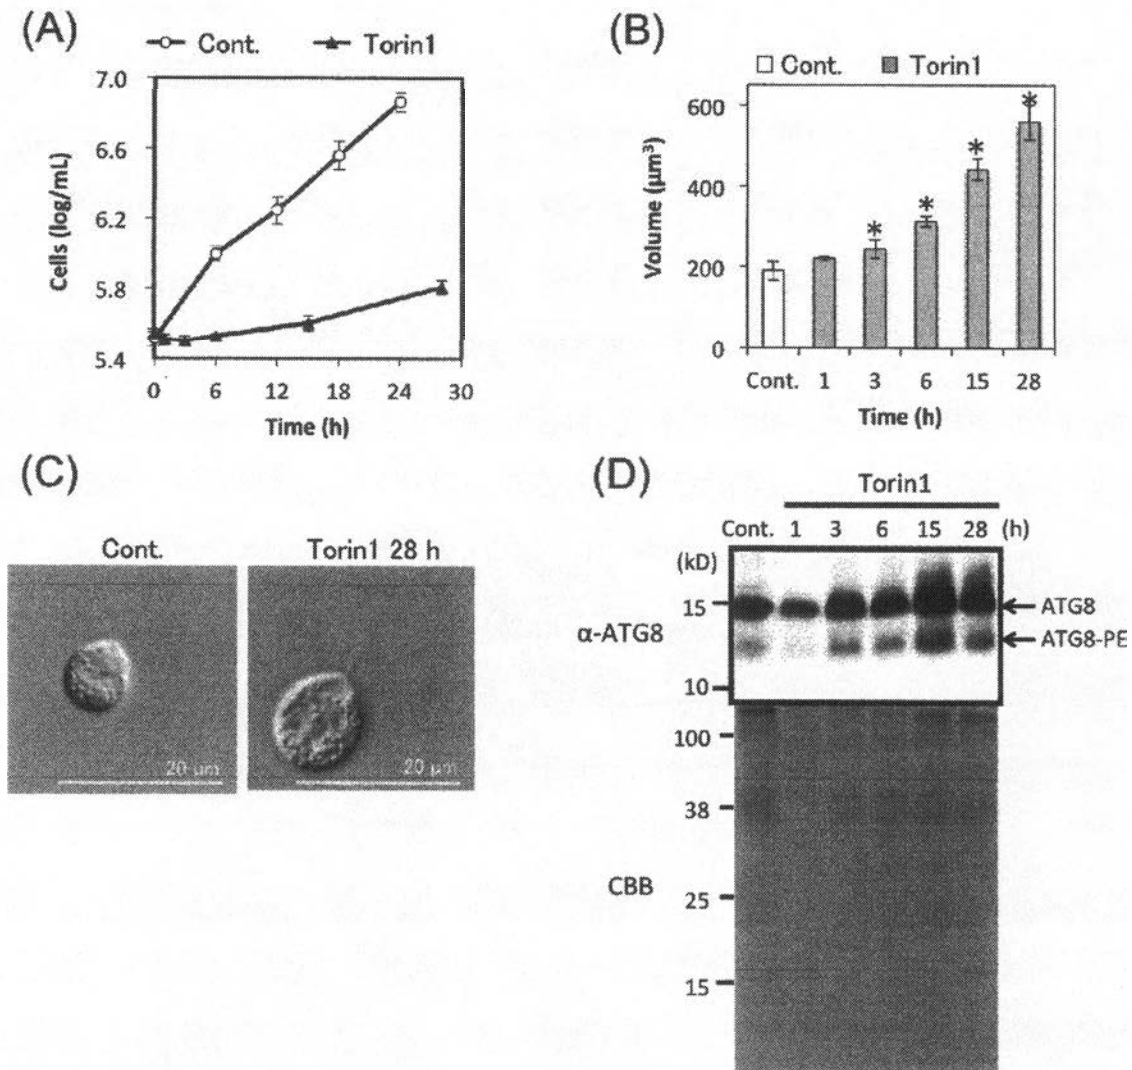 (A)
Cont. Torin1
7.0
6.6
6.2
5.8
5.4
Cells (log/mL)
0 6 12 18 24 30
Time (h)
(B)
Cont. Torin1
600
400
200
0
Volume (μm³)
* * * * *
Cont. 1 3 6 15 28
Time (h)
(C)
Cont. Torin1 28 h
20 μm 20 μm
(D)
Torin1
Cont. 1 3 6 15 28 (h)
(kD)
15
10
α-ATG8
ATG8
ATG8-PE
100
38
25
15
CBB